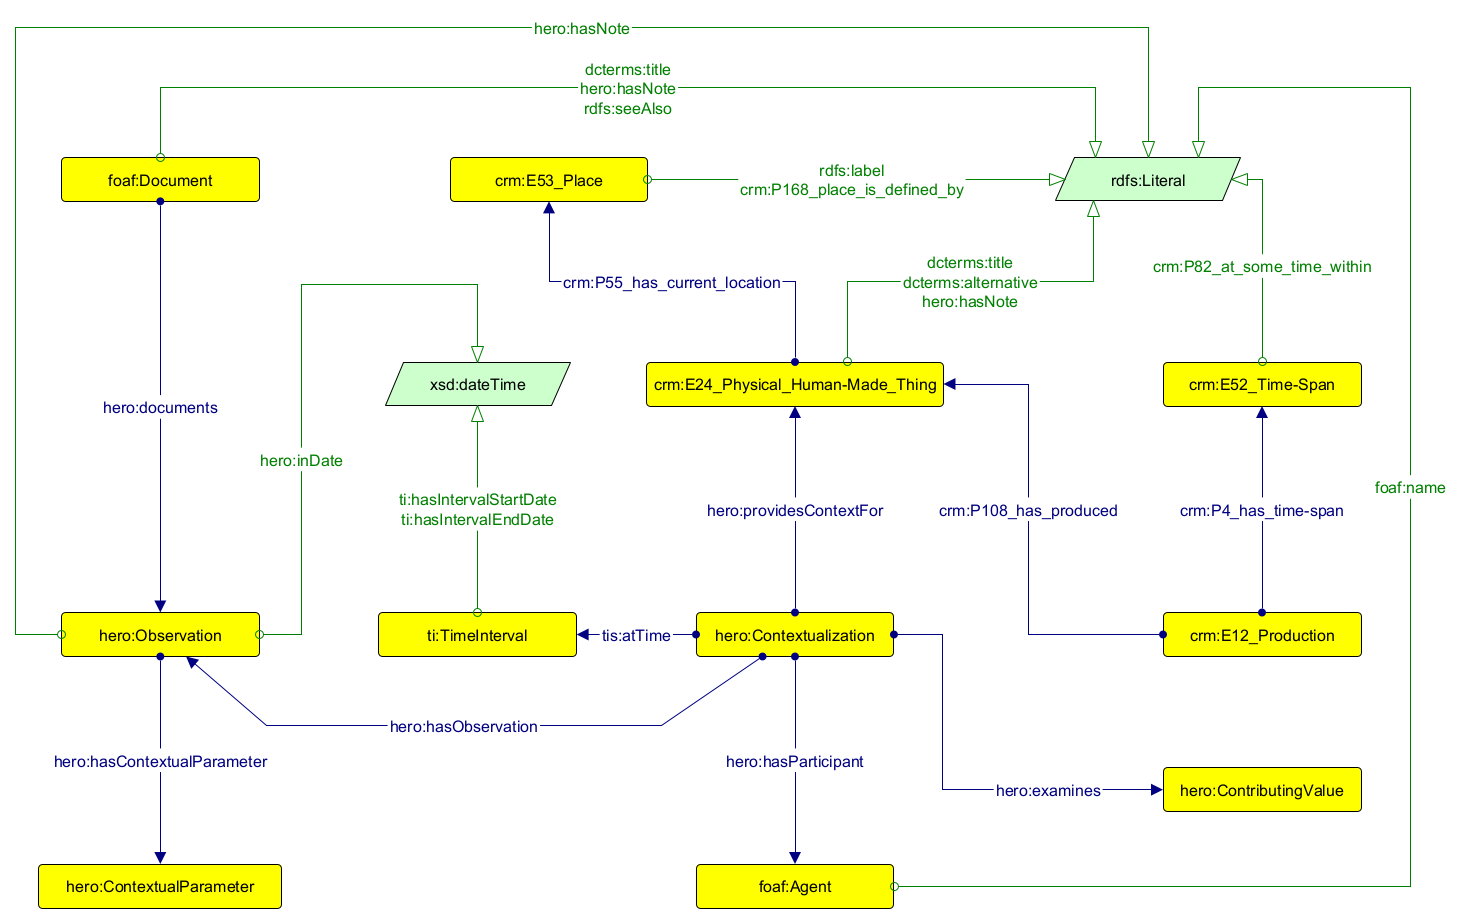 hero:hasNote
dcterms:title
hero:hasNote
rdfs:seeAlso
foaf:Document
crm:E53_Place
rdfs:label
crm:P168_place_is_defined_by
rdfs:Literal
crm:P55_has_current_location
dcterms:title
dcterms:alternative
hero:hasNote
crm:P82_at_some_time_within
xsd:dateTime
crm:E24_Physical_Human-Made_Thing
crm:E52_Time-Span
hero:documents
hero:inDate
ti:hasIntervalStartDate
ti:hasIntervalEndDate
hero:providesContextFor
crm:P108_has_produced
crm:P4_has_time-span
foaf:name
hero:Observation
ti:TimeInterval
tis:atTime
hero:Contextualization
crm:E12_Production
hero:hasObservation
hero:hasContextualParameter
hero:hasParticipant
hero:examines
hero:ContributingValue
hero:ContextualParameter
foaf:Agent